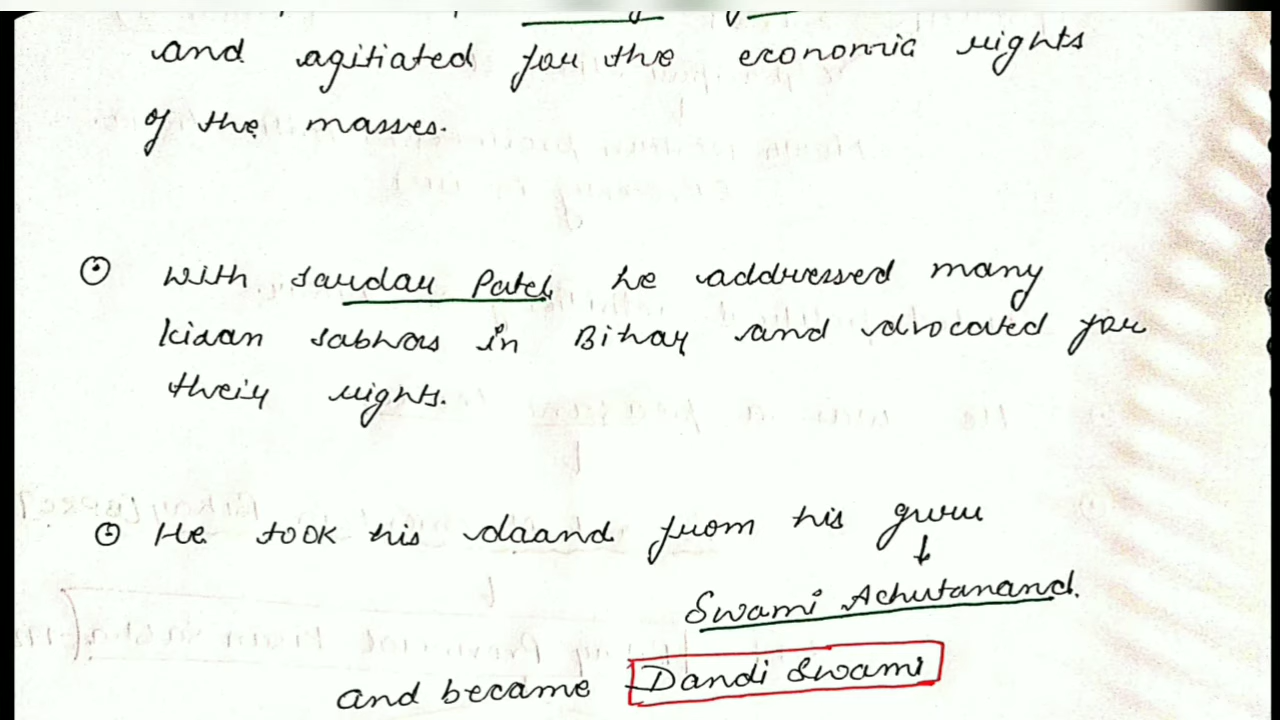 and agitiated for the economic rights
of the masses.
⊙ With Sardar Patel, he addressed many
kisan sabhas in Bihar and advocated for
their rights.
⊙ He took his daand from his guru
↓
Swami Achutanand.
and became Dandi Swami